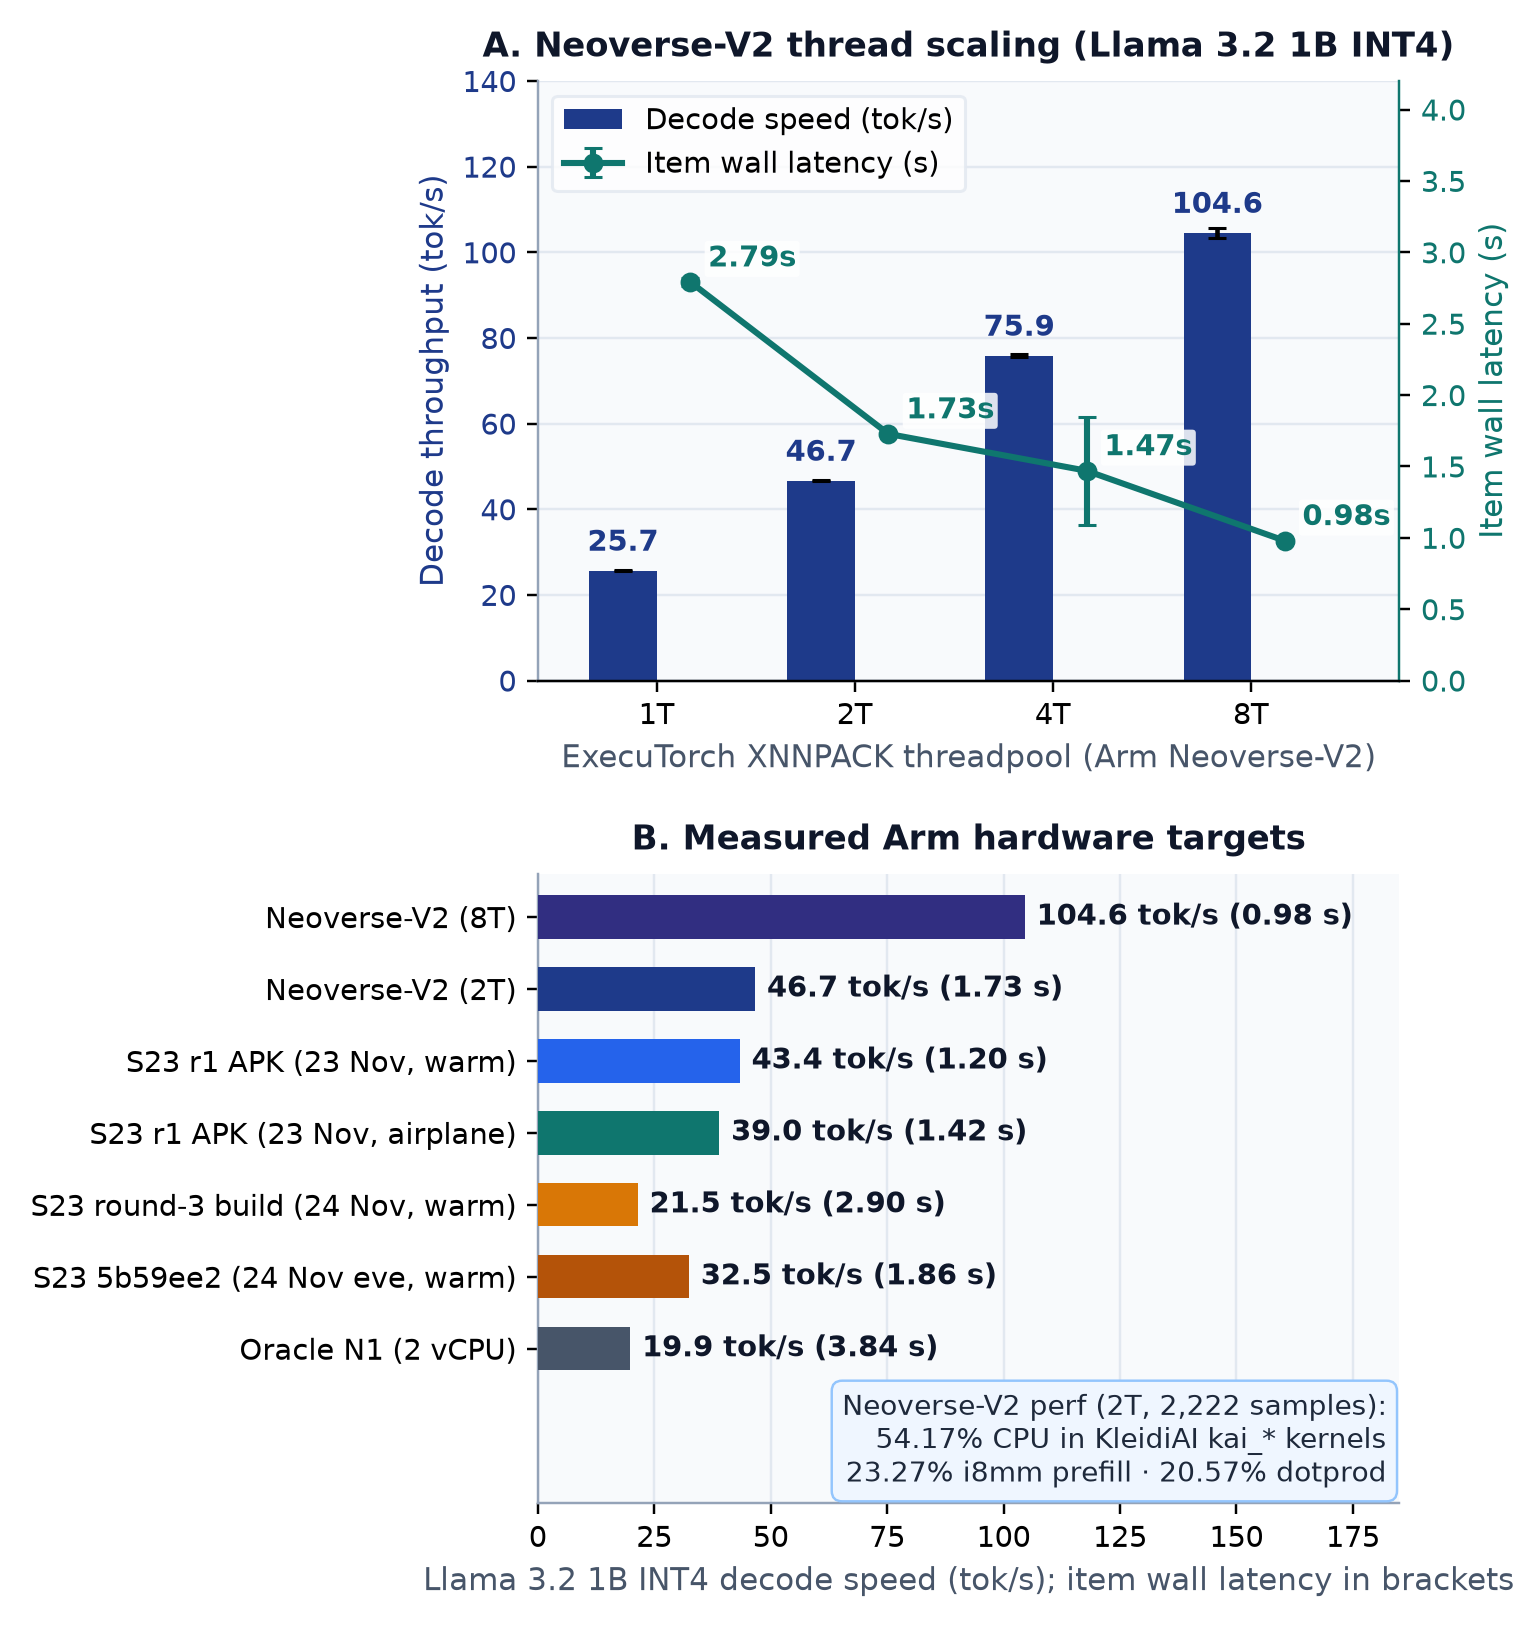 A. Neoverse-V2 thread scaling (Llama 3.2 1B INT4)
Decode speed (tok/s)
Item wall latency (s)
Decode throughput (tok/s)
140
120
100
80
60
40
20
0
25.7
46.7
75.9
104.6
2.79s
1.73s
1.47s
0.98s
4.0
3.5
3.0
2.5
2.0
1.5
1.0
0.5
0.0
Item wall latency (s)
1T
2T
4T
8T
ExecuTorch XNNPACK threadpool (Arm Neoverse-V2)
B. Measured Arm hardware targets
Neoverse-V2 (8T)
104.6 tok/s (0.98 s)
Neoverse-V2 (2T)
46.7 tok/s (1.73 s)
S23 r1 APK (23 Nov, warm)
43.4 tok/s (1.20 s)
S23 r1 APK (23 Nov, airplane)
39.0 tok/s (1.42 s)
S23 round-3 build (24 Nov, warm)
21.5 tok/s (2.90 s)
S23 5b59ee2 (24 Nov eve, warm)
32.5 tok/s (1.86 s)
Oracle N1 (2 vCPU)
19.9 tok/s (3.84 s)
Neoverse-V2 perf (2T, 2,222 samples):
54.17% CPU in KleidiAI kai_* kernels
23.27% i8mm prefill · 20.57% dotprod
0
25
50
75
100
125
150
175
Llama 3.2 1B INT4 decode speed (tok/s); item wall latency in brackets